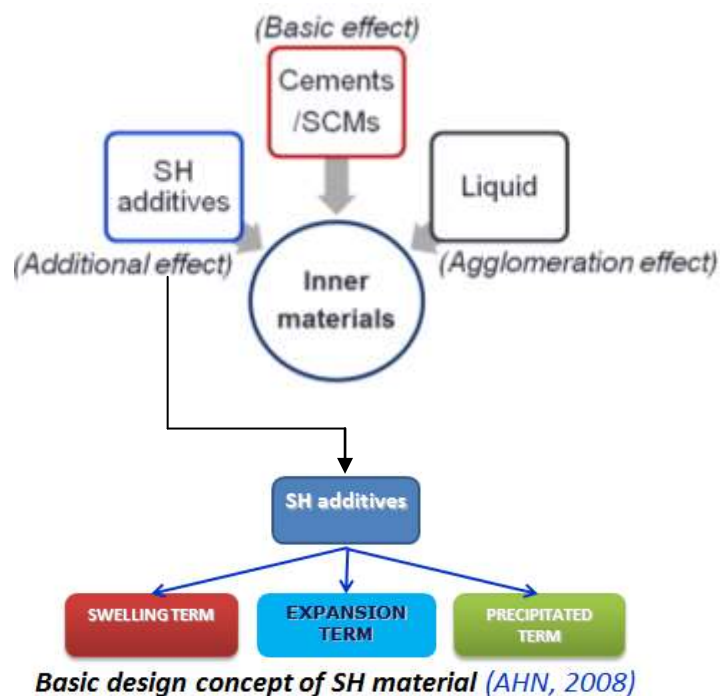 (Basic effect)
Cements
/SCMs
SH
additives
Liquid
(Additional effect)
(Agglomeration effect)
Inner
materials
SH additives
SWELLING TERM
EXPANSION
TERM
PRECIPITATED
TERM
Basic design concept of SH material (AHN, 2008)